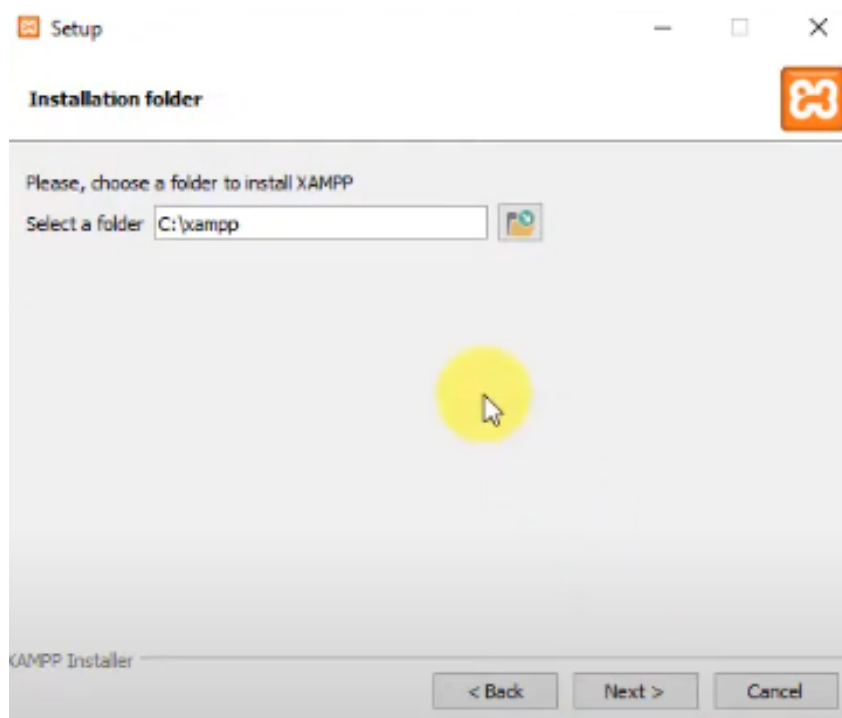 Setup
Installation folder
Please, choose a folder to install XAMPP
Select a folder C:\xampp
XAMPP Installer
< Back Next > Cancel